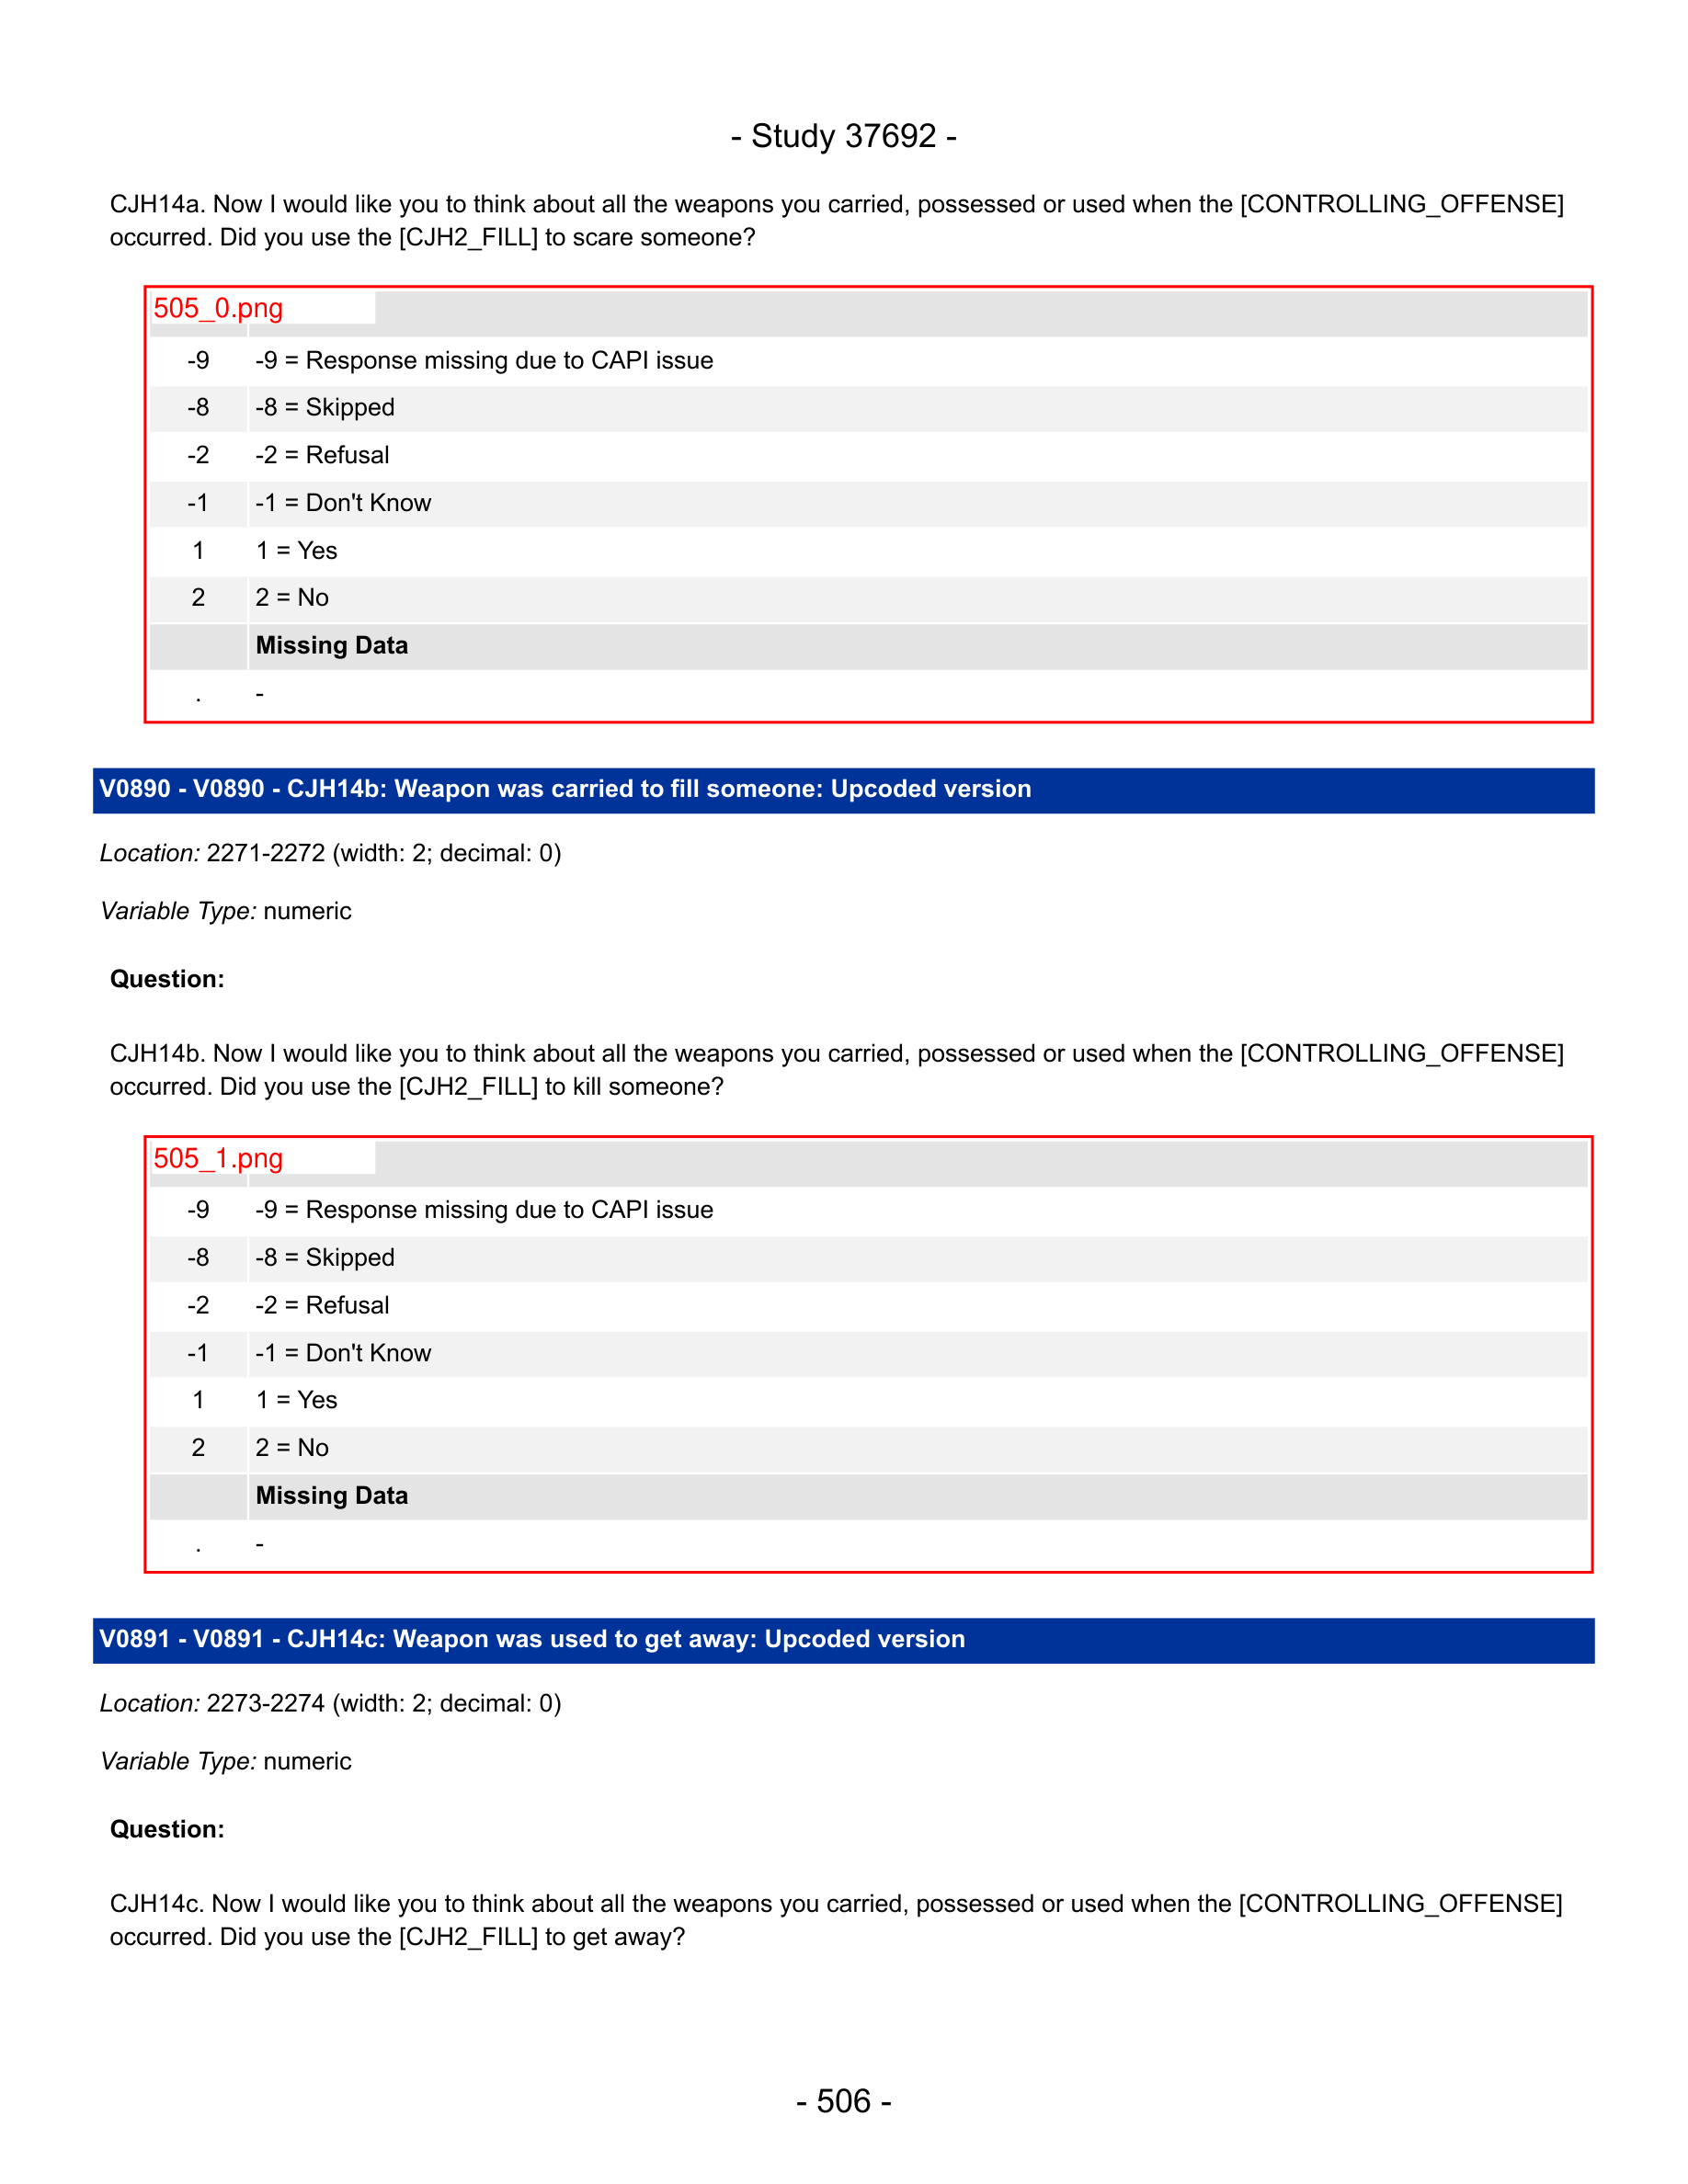 - Study 37692 -
CJH14a. Now I would like you to think about all the weapons you carried, possessed or used when the [CONTROLLING_OFFENSE]
occurred. Did you use the [CJH2_FILL] to scare someone?
505_0.png
-9 -9 = Response missing due to CAPI issue
-8 -8 = Skipped
-2 -2 = Refusal
-1 -1 = Don't Know
1 1 = Yes
2 2 = No
Missing Data
. -
V0890 - V0890 - CJH14b: Weapon was carried to fill someone: Upcoded version
Location: 2271-2272 (width: 2; decimal: 0)
Variable Type: numeric
Question:
CJH14b. Now I would like you to think about all the weapons you carried, possessed or used when the [CONTROLLING_OFFENSE]
occurred. Did you use the [CJH2_FILL] to kill someone?
505_1.png
-9 -9 = Response missing due to CAPI issue
-8 -8 = Skipped
-2 -2 = Refusal
-1 -1 = Don't Know
1 1 = Yes
2 2 = No
Missing Data
. -
V0891 - V0891 - CJH14c: Weapon was used to get away: Upcoded version
Location: 2273-2274 (width: 2; decimal: 0)
Variable Type: numeric
Question:
CJH14c. Now I would like you to think about all the weapons you carried, possessed or used when the [CONTROLLING_OFFENSE]
occurred. Did you use the [CJH2_FILL] to get away?
- 506 -